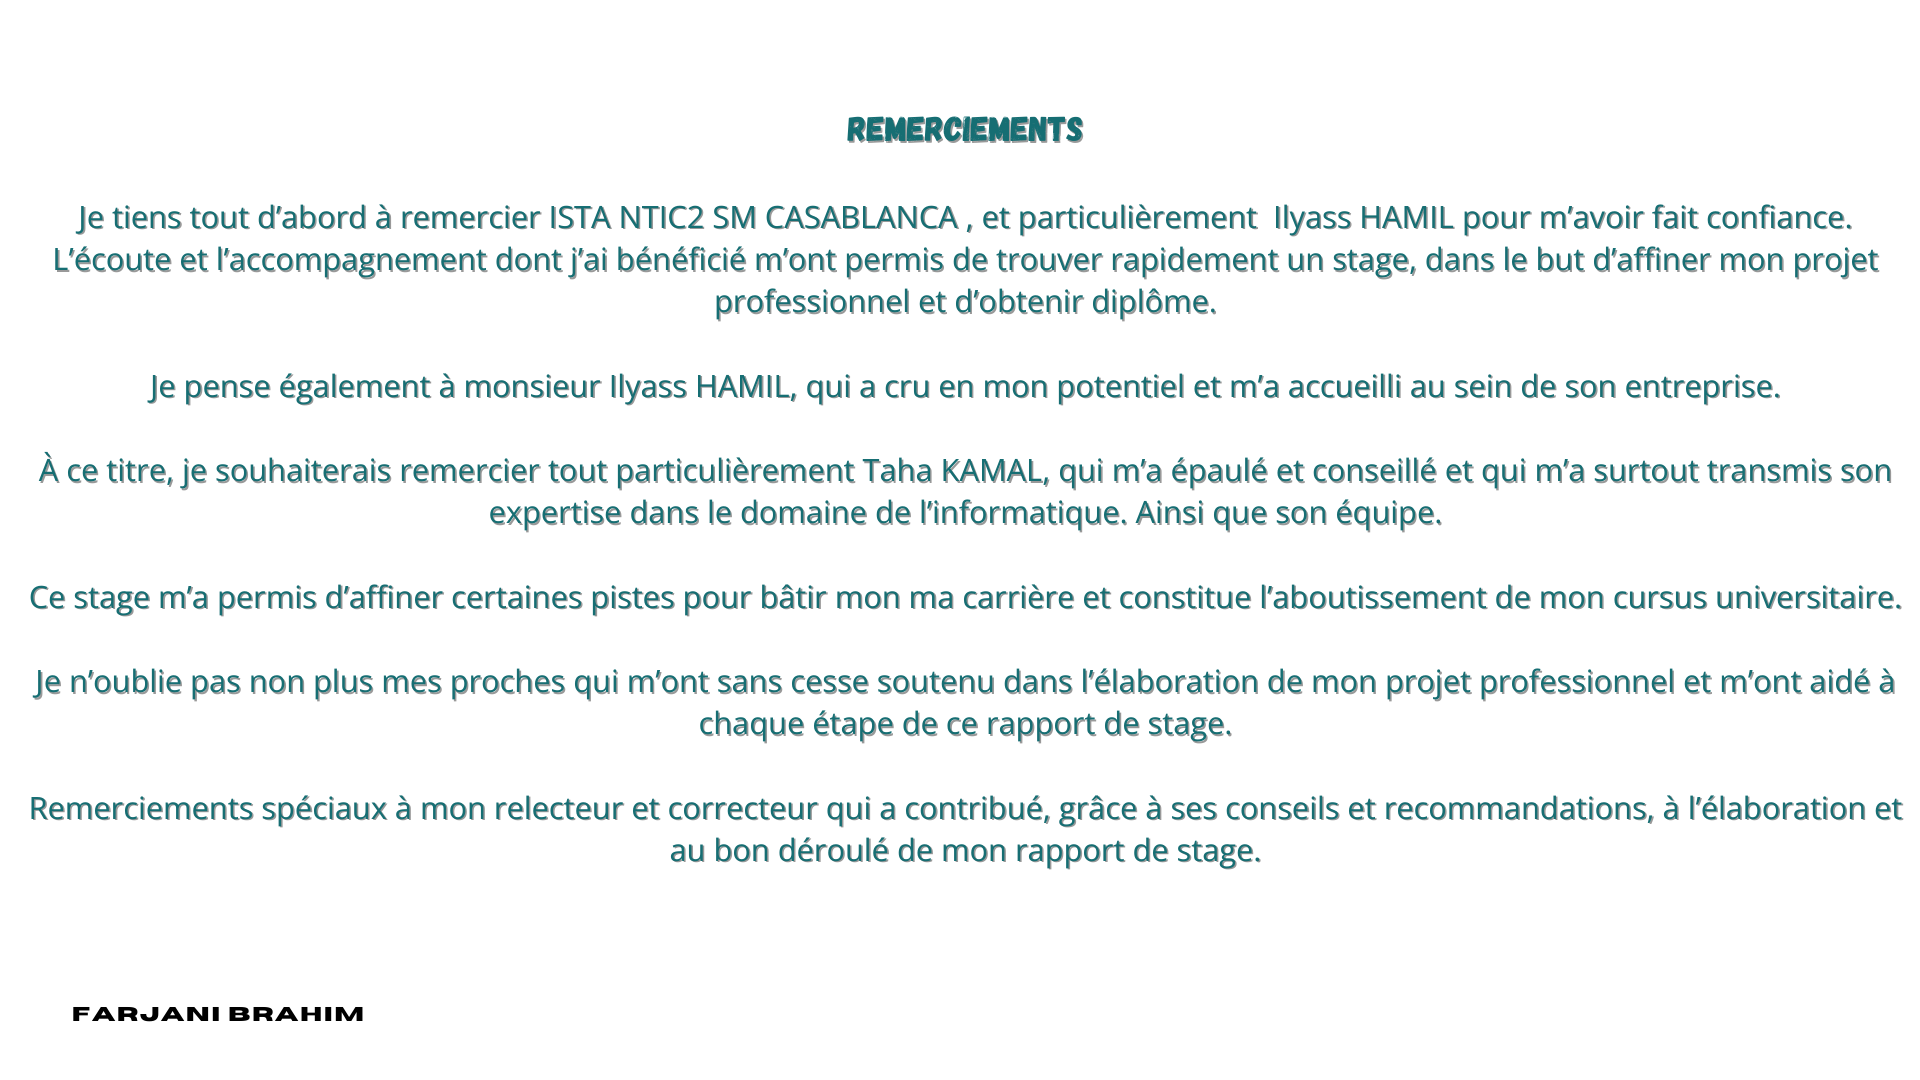 REMERCIEMENTS
Je tiens tout d’abord à remercier ISTA NTIC2 SM CASABLANCA , et particulièrement  Ilyass HAMIL pour m’avoir fait confiance.
L’écoute et l’accompagnement dont j’ai bénéficié m’ont permis de trouver rapidement un stage, dans le but d’affiner mon projet
professionnel et d’obtenir diplôme.
Je pense également à monsieur Ilyass HAMIL, qui a cru en mon potentiel et m’a accueilli au sein de son entreprise.
À ce titre, je souhaiterais remercier tout particulièrement Taha KAMAL, qui m’a épaulé et conseillé et qui m’a surtout transmis son
expertise dans le domaine de l’informatique. Ainsi que son équipe.
Ce stage m’a permis d’affiner certaines pistes pour bâtir mon ma carrière et constitue l’aboutissement de mon cursus universitaire.
Je n’oublie pas non plus mes proches qui m’ont sans cesse soutenu dans l’élaboration de mon projet professionnel et m’ont aidé à
chaque étape de ce rapport de stage.
Remerciements spéciaux à mon relecteur et correcteur qui a contribué, grâce à ses conseils et recommandations, à l’élaboration et
au bon déroulé de mon rapport de stage.
FARJANI BRAHIM